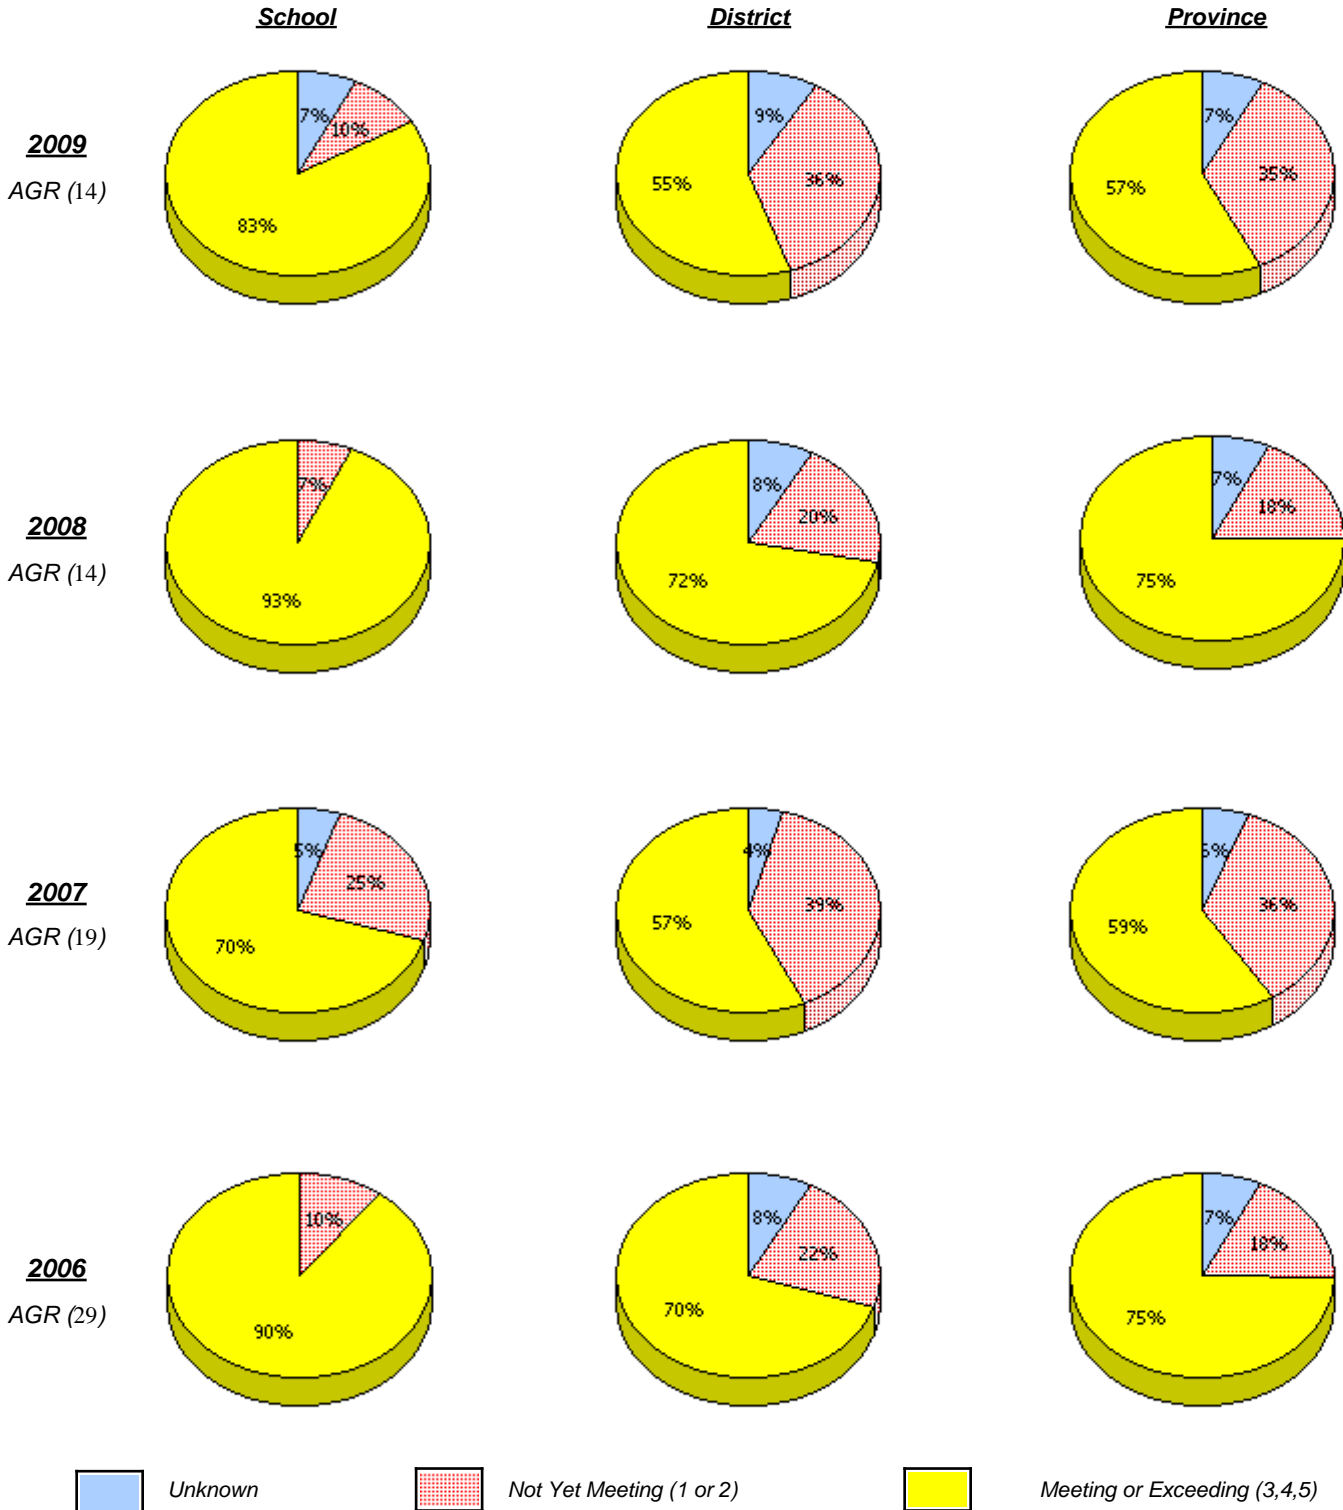 School District Province
2009
AGR (14)
7% 10% 83%
9% 36% 55%
7% 35% 57%
2008
AGR (14)
7% 93%
8% 20% 72%
7% 18% 75%
2007
AGR (19)
5% 25% 70%
4% 39% 57%
36% 59%
2006
AGR (29)
10% 90%
8% 22% 70%
7% 18% 75%
Unknown Not Yet Meeting (1 or 2) Meeting or Exceeding (3,4,5)